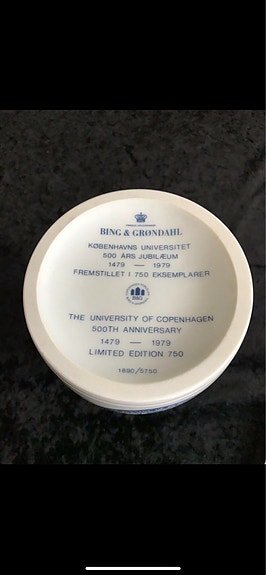 BING & GRØNDAHL
KØBENHAVNS UNIVERSITET
500 ÅRS JUBILÆUM
1479 — 1979
FREMSTILLET I 750 EKSEMPLARER
B&G
THE UNIVERSITY OF COPENHAGEN
500TH ANNIVERSARY
1479 — 1979
LIMITED EDITION 750
1890/5750